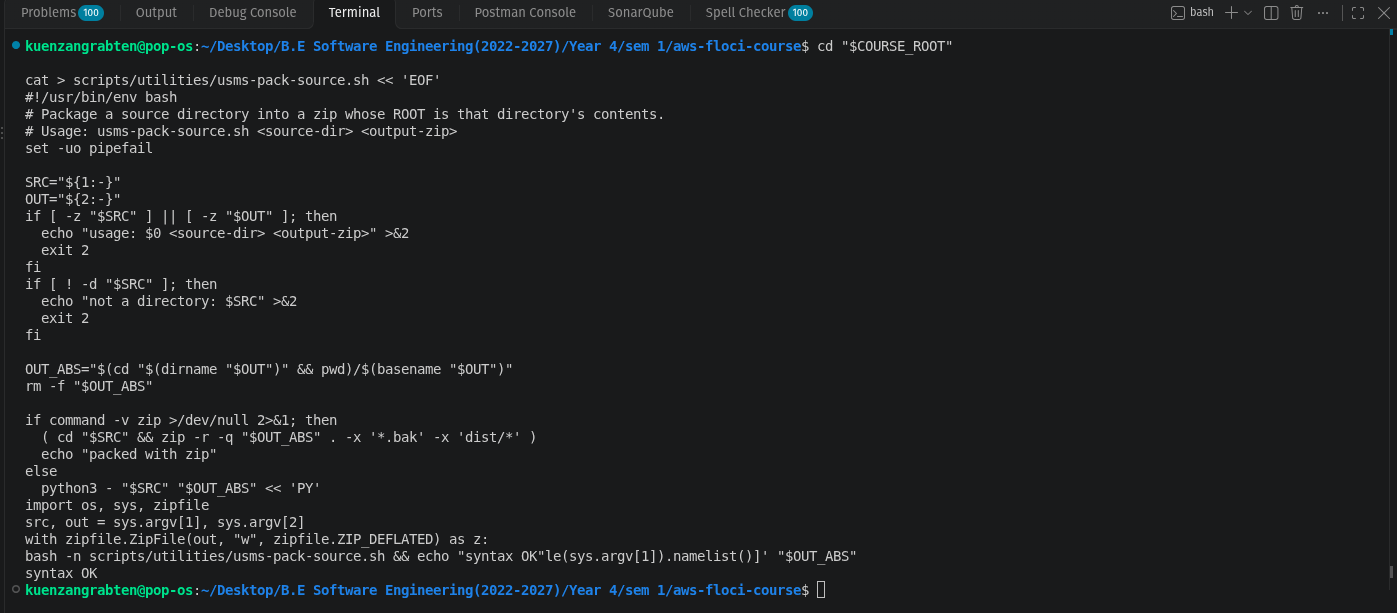 Problems 100 Output Debug Console Terminal Ports Postman Console SonarQube Spell Checker 100 bash
kuenzangrabten@pop-os:~/Desktop/B.E Software Engineering(2022-2027)/Year 4/sem 1/aws-floci-course$ cd "$COURSE_ROOT"
cat > scripts/utilities/usms-pack-source.sh << 'EOF'
#!/usr/bin/env bash
# Package a source directory into a zip whose ROOT is that directory's contents.
# Usage: usms-pack-source.sh <source-dir> <output-zip>
set -uo pipefail
SRC="${1:-}"
OUT="${2:-}"
if [ -z "$SRC" ] || [ -z "$OUT" ]; then
  echo "usage: $0 <source-dir> <output-zip>" >&2
  exit 2
fi
if [ ! -d "$SRC" ]; then
  echo "not a directory: $SRC" >&2
  exit 2
fi
OUT_ABS="$(cd "$(dirname "$OUT")" && pwd)/$(basename "$OUT")"
rm -f "$OUT_ABS"
if command -v zip >/dev/null 2>&1; then
  ( cd "$SRC" && zip -r -q "$OUT_ABS" . -x '*.bak' -x 'dist/*' )
  echo "packed with zip"
else
  python3 - "$SRC" "$OUT_ABS" << 'PY'
import os, sys, zipfile
src, out = sys.argv[1], sys.argv[2]
with zipfile.ZipFile(out, "w", zipfile.ZIP_DEFLATED) as z:
bash -n scripts/utilities/usms-pack-source.sh && echo "syntax OK"le(sys.argv[1]).namelist()]' "$OUT_ABS"
syntax OK
kuenzangrabten@pop-os:~/Desktop/B.E Software Engineering(2022-2027)/Year 4/sem 1/aws-floci-course$